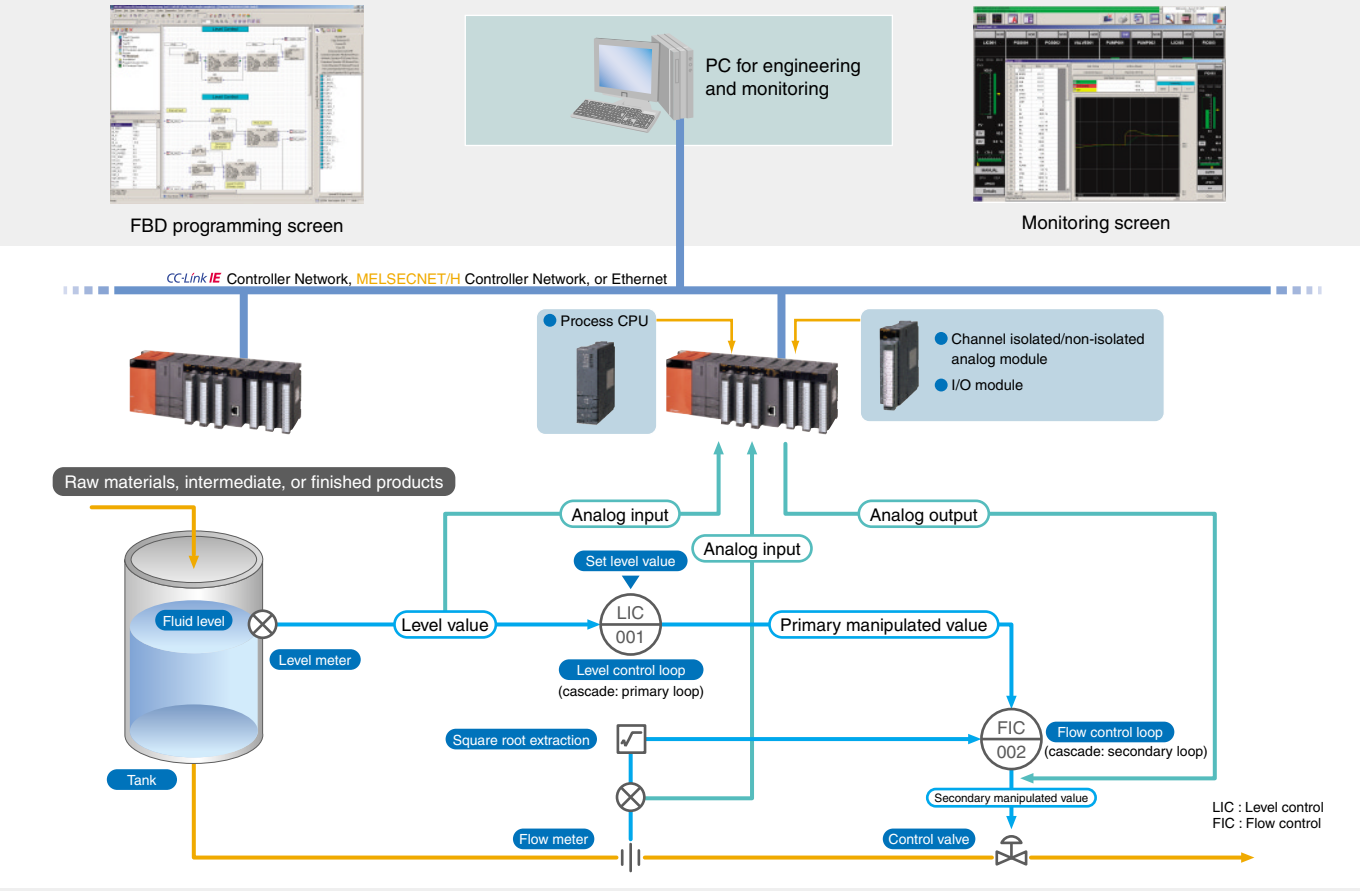 Level Control
Level Control
PC for engineering
and monitoring
FBD programming screen
Monitoring screen
CC-Link IE Controller Network, MELSECNET/H Controller Network, or Ethernet
Process CPU
Channel isolated/non-isolated
analog module
I/O module
Raw materials, intermediate, or finished products
Analog input
Analog output
Analog input
Set level value
Fluid level
Level value
LIC
001
Primary manipulated value
Level meter
Level control loop
(cascade: primary loop)
Square root extraction
√
FIC
002
Flow control loop
(cascade: secondary loop)
Tank
Secondary manipulated value
LIC : Level control
FIC : Flow control
Flow meter
Control valve